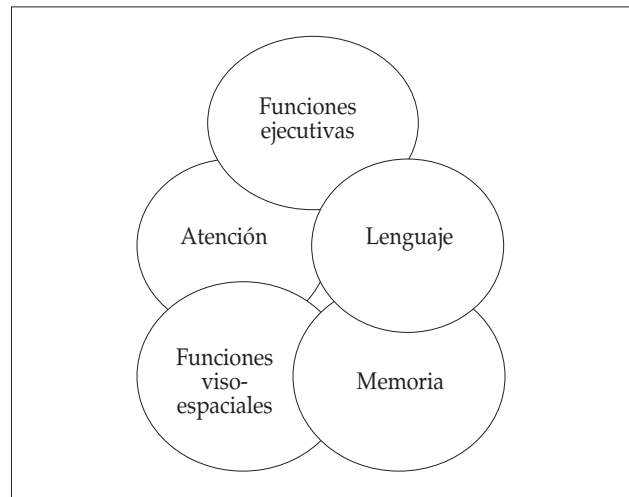 Funciones
ejecutivas
Atención
Lenguaje
Funciones
viso-
espaciales
Memoria